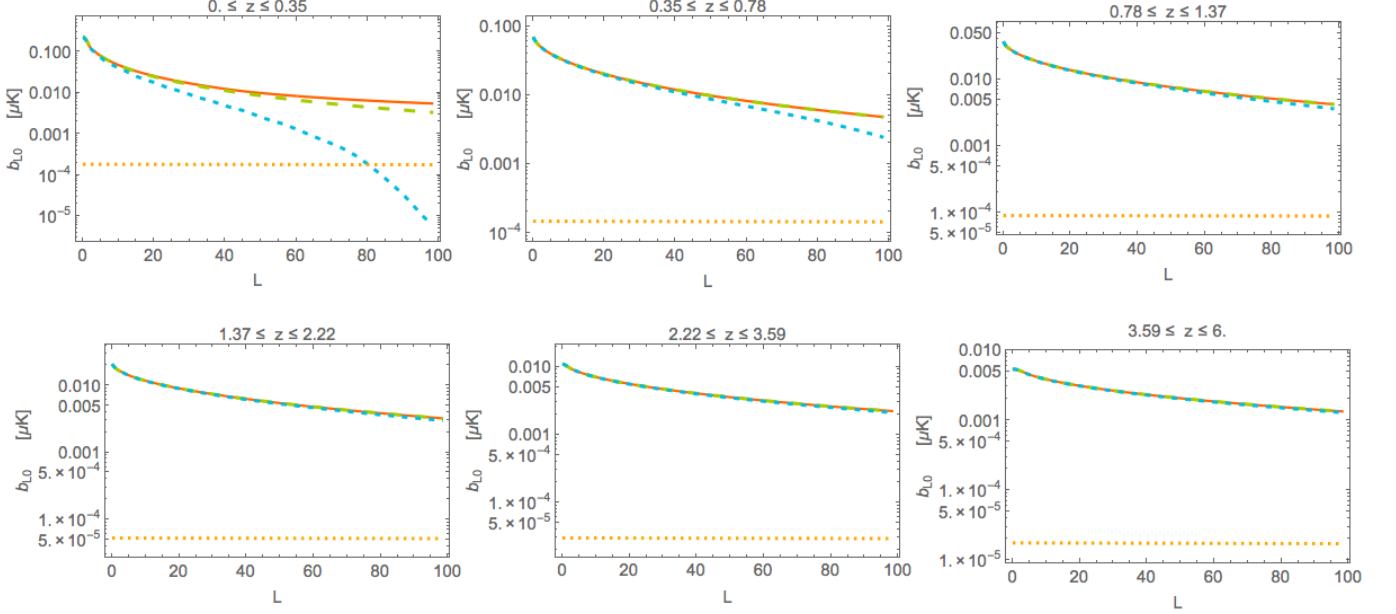 0. ≤ z ≤ 0.35
b_L0 [μK]
0.100
0.010
0.001
10⁻⁴
10⁻⁵
0 20 40 60 80 100
L
0.35 ≤ z ≤ 0.78
b_L0 [μK]
0.100
0.010
0.001
10⁻⁴
0 20 40 60 80 100
L
0.78 ≤ z ≤ 1.37
b_L0 [μK]
0.050
0.010
0.005
0.001
5. × 10⁻⁴
1. × 10⁻⁴
5. × 10⁻⁵
0 20 40 60 80 100
L
1.37 ≤ z ≤ 2.22
b_L0 [μK]
0.010
0.005
0.001
5. × 10⁻⁴
1. × 10⁻⁴
5. × 10⁻⁵
0 20 40 60 80 100
L
2.22 ≤ z ≤ 3.59
b_L0 [μK]
0.010
0.005
0.001
5. × 10⁻⁴
1. × 10⁻⁴
5. × 10⁻⁵
0 20 40 60 80 100
L
3.59 ≤ z ≤ 6.
b_L0 [μK]
0.010
0.005
0.001
5. × 10⁻⁴
1. × 10⁻⁴
5. × 10⁻⁵
1. × 10⁻⁵
0 20 40 60 80 100
L